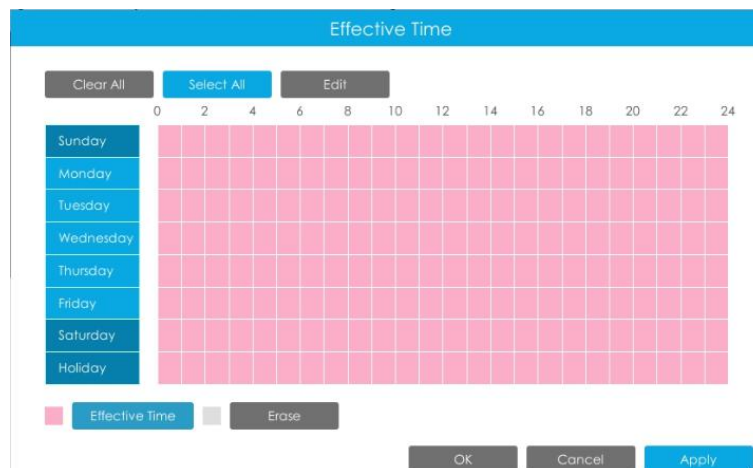 Effective Time
Clear All Select All Edit
0 2 4 6 8 10 12 14 16 18 20 22 24
Sunday
Monday
Tuesday
Wednesday
Thursday
Friday
Saturday
Holiday
Effective Time Erase
OK Cancel Apply